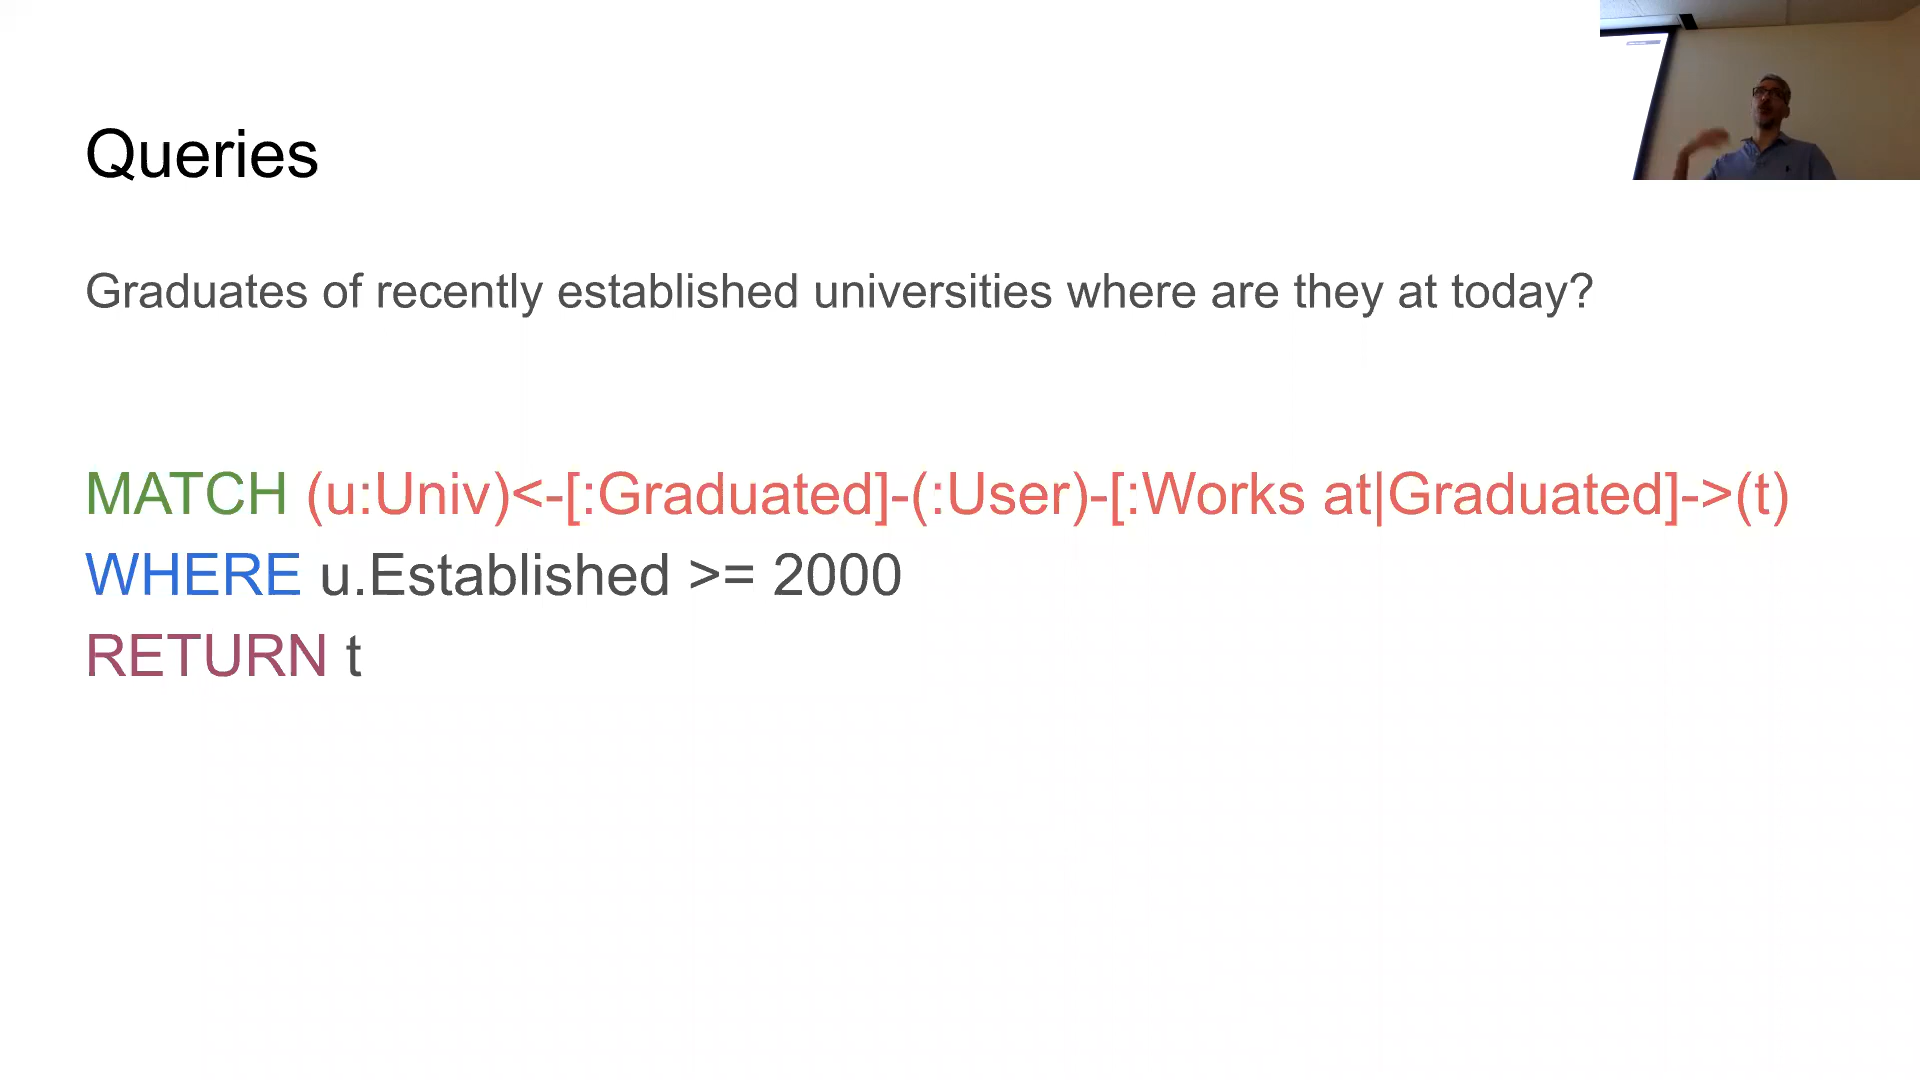 Queries
Graduates of recently established universities where are they at today?
MATCH (u:Univ)<-[:Graduated]-(:User)-[:Works at|Graduated]->(t)
WHERE u.Established >= 2000
RETURN t